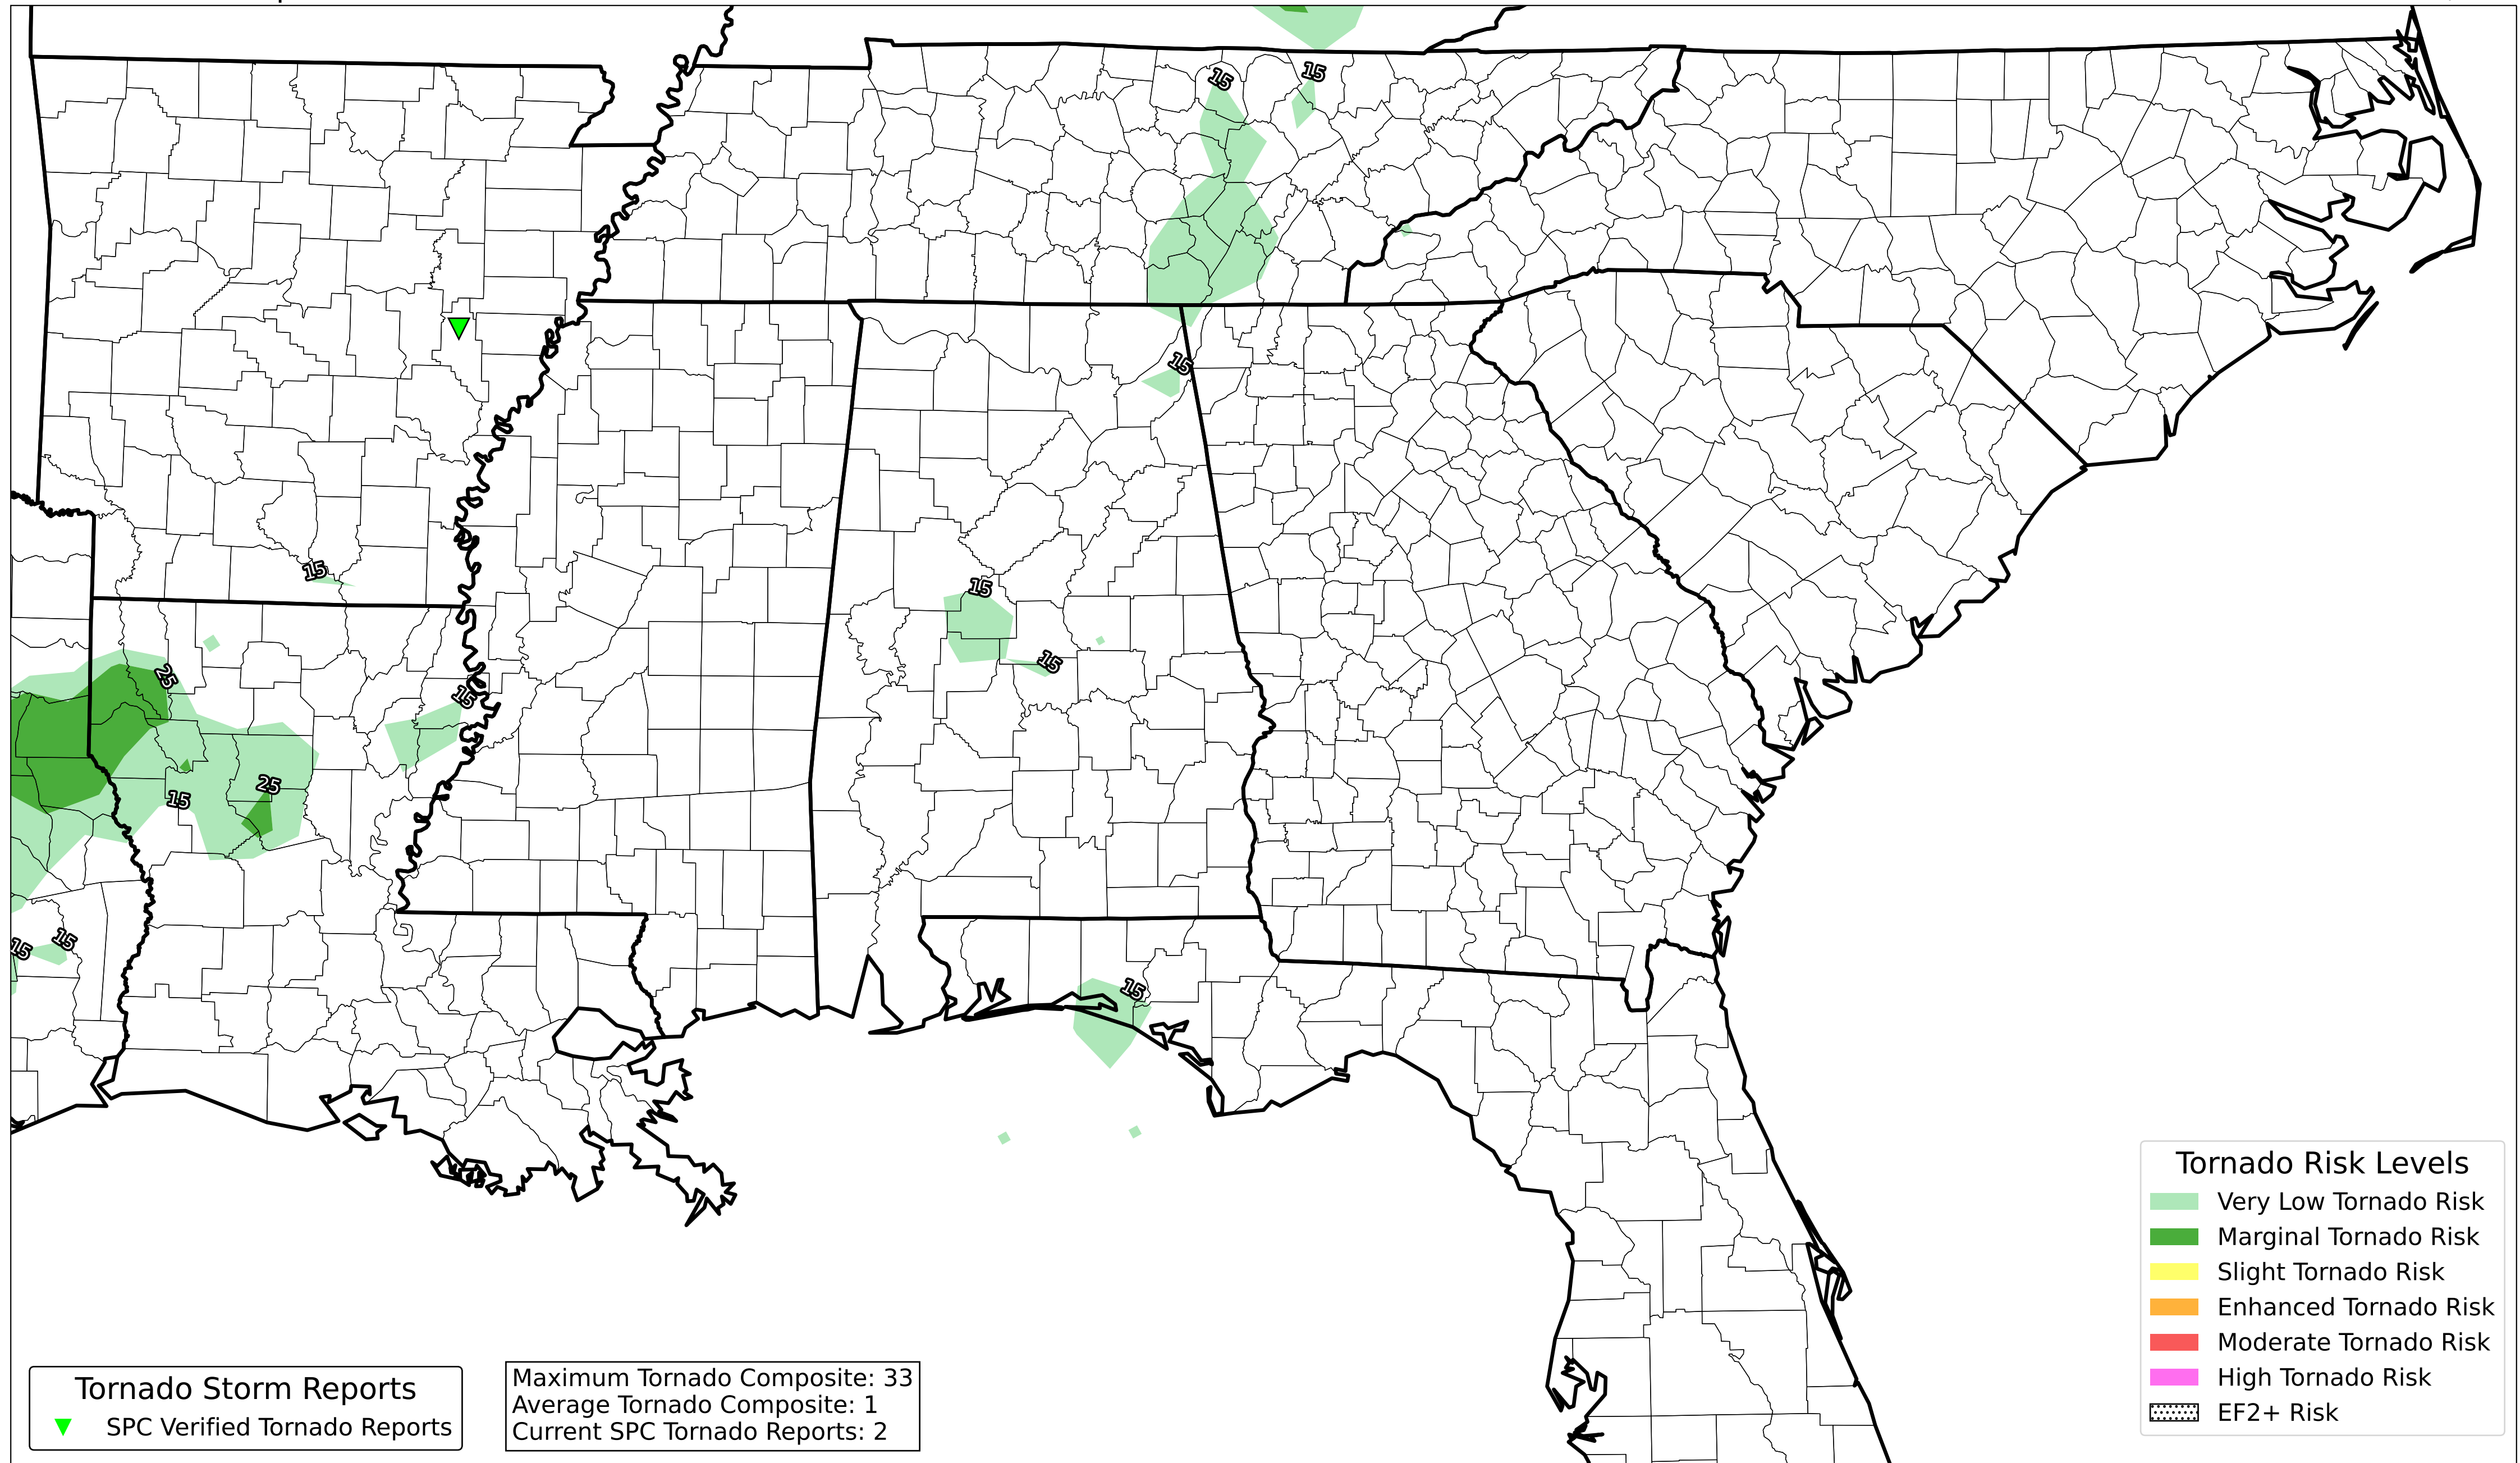 15
15
15
15
15
15
25
15
25
15
15
15
15
Tornado Risk Levels
Very Low Tornado Risk
Marginal Tornado Risk
Slight Tornado Risk
Enhanced Tornado Risk
Moderate Tornado Risk
High Tornado Risk
EF2+ Risk
Tornado Storm Reports
SPC Verified Tornado Reports
Maximum Tornado Composite: 33
Average Tornado Composite: 1
Current SPC Tornado Reports: 2